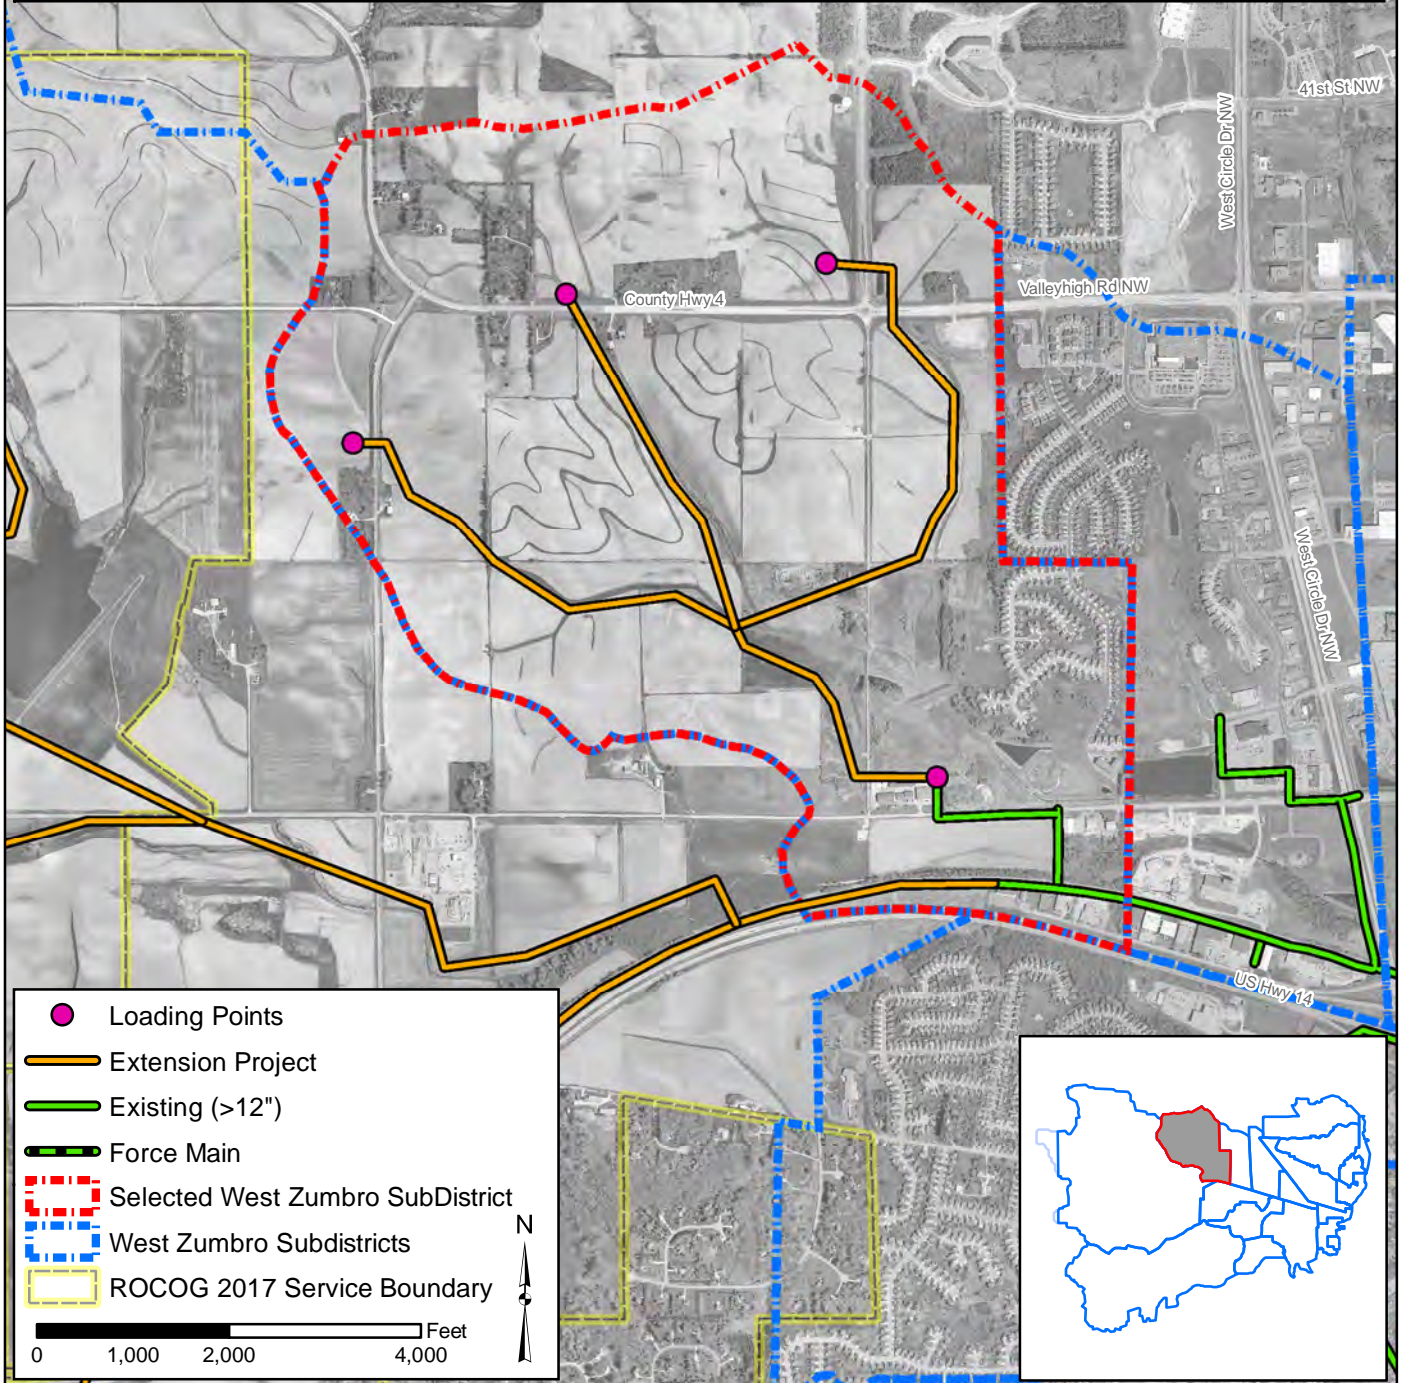 41st St NW
West Circle Dr NW
Valleyhigh Rd NW
County Hwy 4
West Circle Dr NW
US Hwy 14
Loading Points
Extension Project
Existing (>12")
Force Main
Selected West Zumbro SubDistrict
West Zumbro Subdistricts
ROCOG 2017 Service Boundary
N
Feet
0 1,000 2,000 4,000